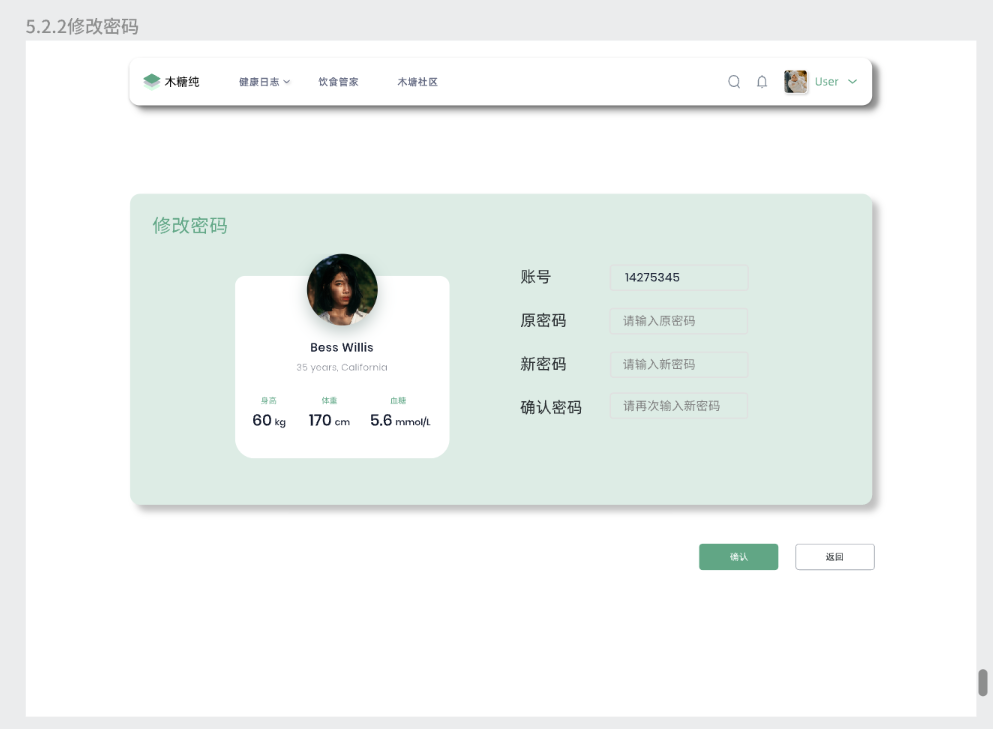 5.2.2修改密码
木糖纯 健康日志 饮食管家 木塘社区 User
修改密码
Bess Willis
35 years, California
身高 体重 血糖
60 kg 170 cm 5.6 mmol/L
账号 14275345
原密码 请输入原密码
新密码 请输入新密码
确认密码 请再次输入新密码
确认 返回